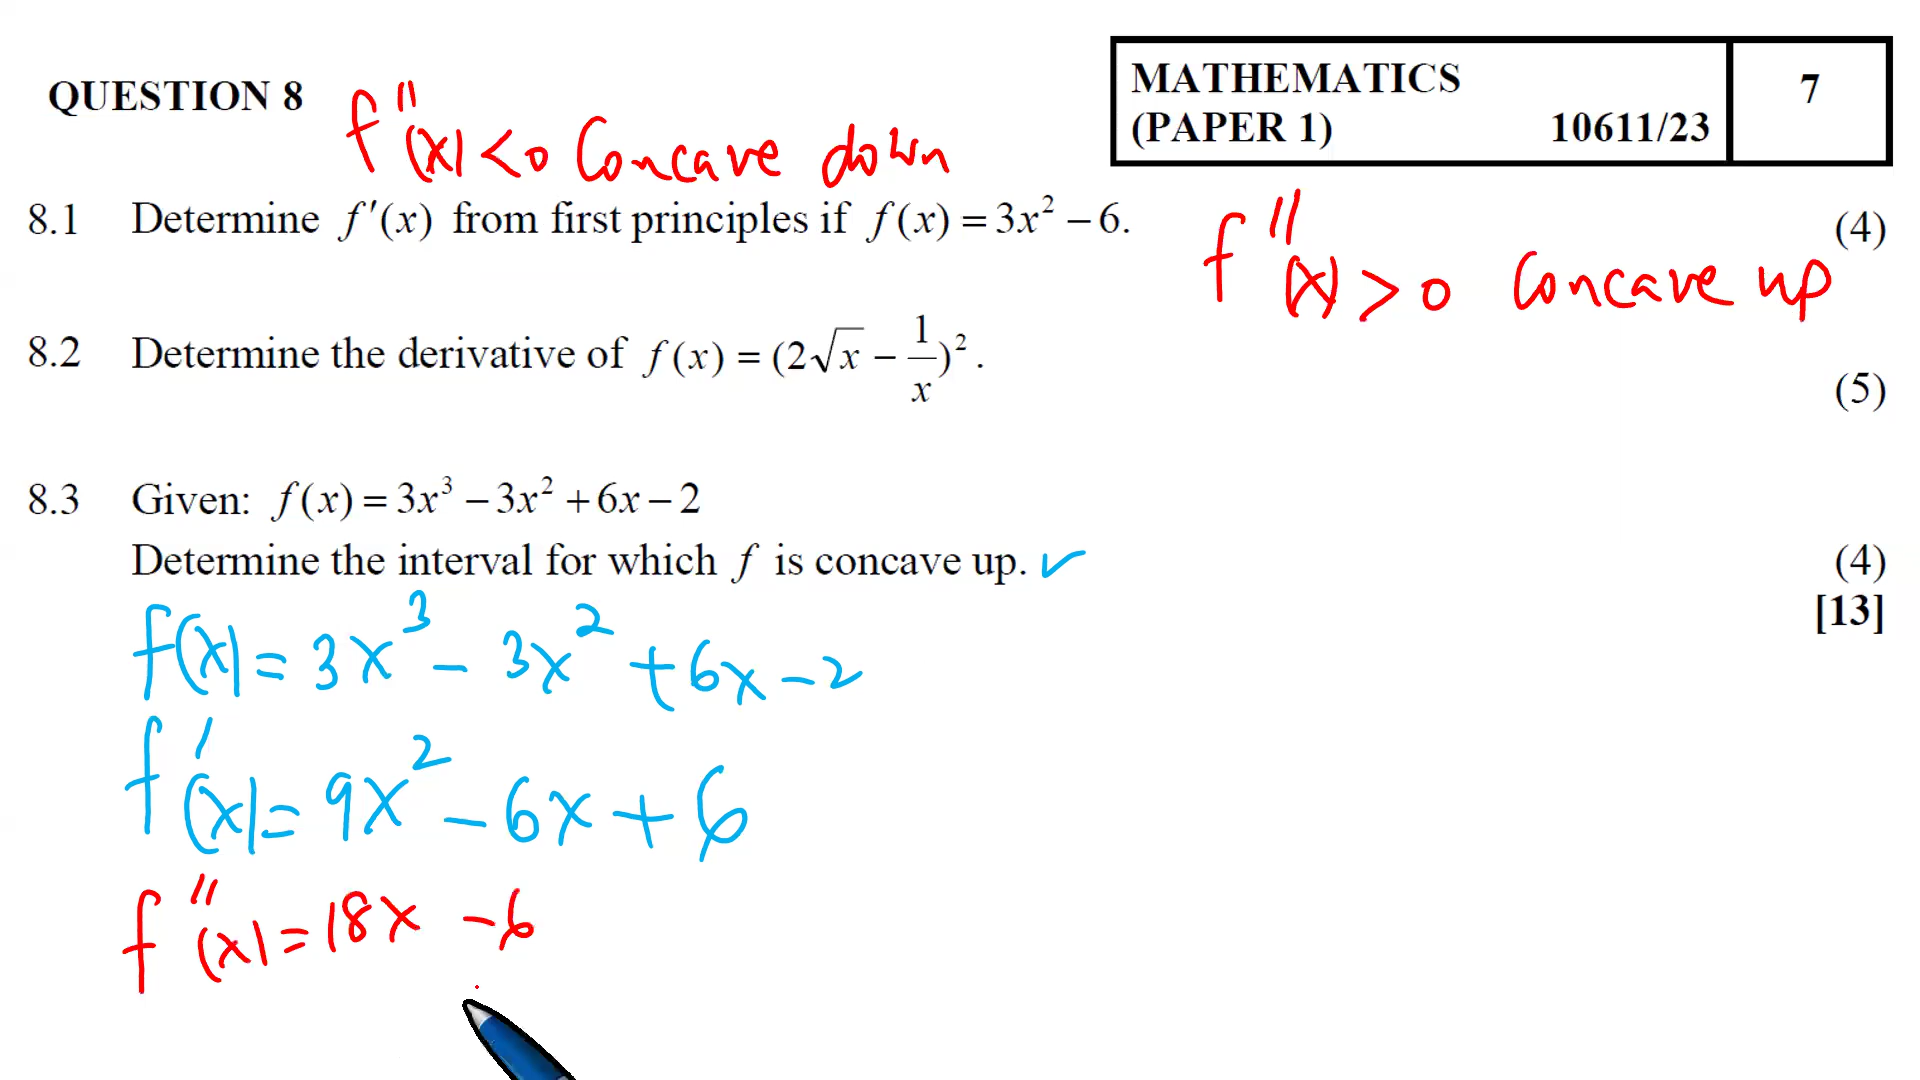 MATHEMATICS
(PAPER 1) 10611/23
7
QUESTION 8
f''(x) < 0 Concave down
8.1 Determine f′(x) from first principles if f(x) = 3x² − 6. (4)
f''(x) > 0 Concave up
8.2 Determine the derivative of f(x) = (2√x − 1/x)². (5)
8.3 Given: f(x) = 3x³ − 3x² + 6x − 2
Determine the interval for which f is concave up. ✓ (4)
[13]
f(x) = 3x³ − 3x² + 6x − 2
f'(x) = 9x² − 6x + 6
f''(x) = 18x − 6